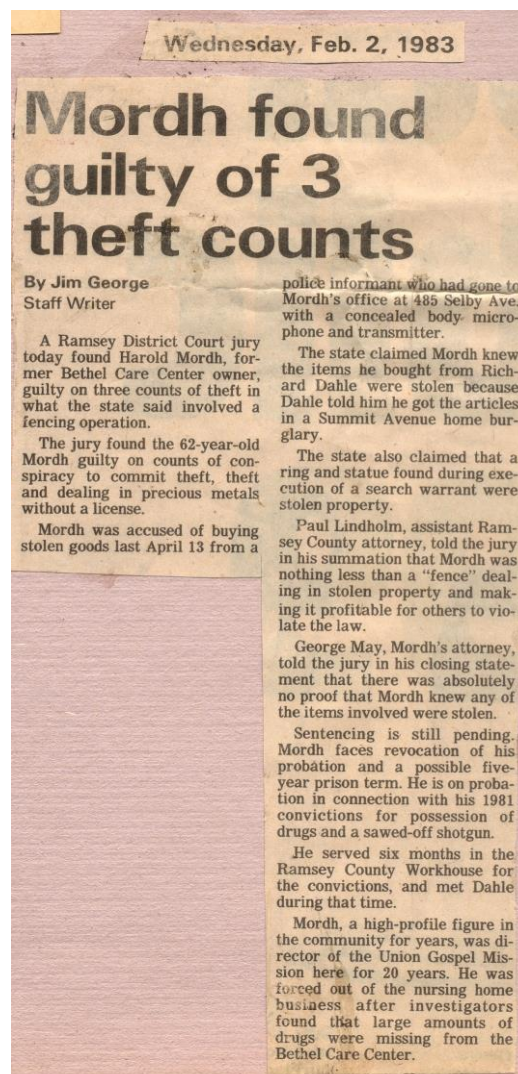 Wednesday, Feb. 2, 1983
Mordh found
guilty of 3
theft counts
By Jim George
Staff Writer
A Ramsey District Court jury
today found Harold Mordh, for-
mer Bethel Care Center owner,
guilty on three counts of theft in
what the state said involved a
fencing operation.
The jury found the 62-year-old
Mordh guilty on counts of con-
spiracy to commit theft, theft
and dealing in precious metals
without a license.
Mordh was accused of buying
stolen goods last April 13 from a
police informant who had gone to
Mordh's office at 485 Selby Ave.
with a concealed body micro-
phone and transmitter.
The state claimed Mordh knew
the items he bought from Rich-
ard Dahle were stolen because
Dahle told him he got the articles
in a Summit Avenue home bur-
glary.
The state also claimed that a
ring and statue found during exe-
cution of a search warrant were
stolen property.
Paul Lindholm, assistant Ram-
sey County attorney, told the jury
in his summation that Mordh was
nothing less than a "fence" deal-
ing in stolen property and mak-
ing it profitable for others to vio-
late the law.
George May, Mordh's attorney,
told the jury in his closing state-
ment that there was absolutely
no proof that Mordh knew any of
the items involved were stolen.
Sentencing is still pending.
Mordh faces revocation of his
probation and a possible five-
year prison term. He is on proba-
tion in connection with his 1981
convictions for possession of
drugs and a sawed-off shotgun.
He served six months in the
Ramsey County Workhouse for
the convictions, and met Dahle
during that time.
Mordh, a high-profile figure in
the community for years, was di-
rector of the Union Gospel Mis-
sion here for 20 years. He was
forced out of the nursing home
business after investigators
found that large amounts of
drugs were missing from the
Bethel Care Center.